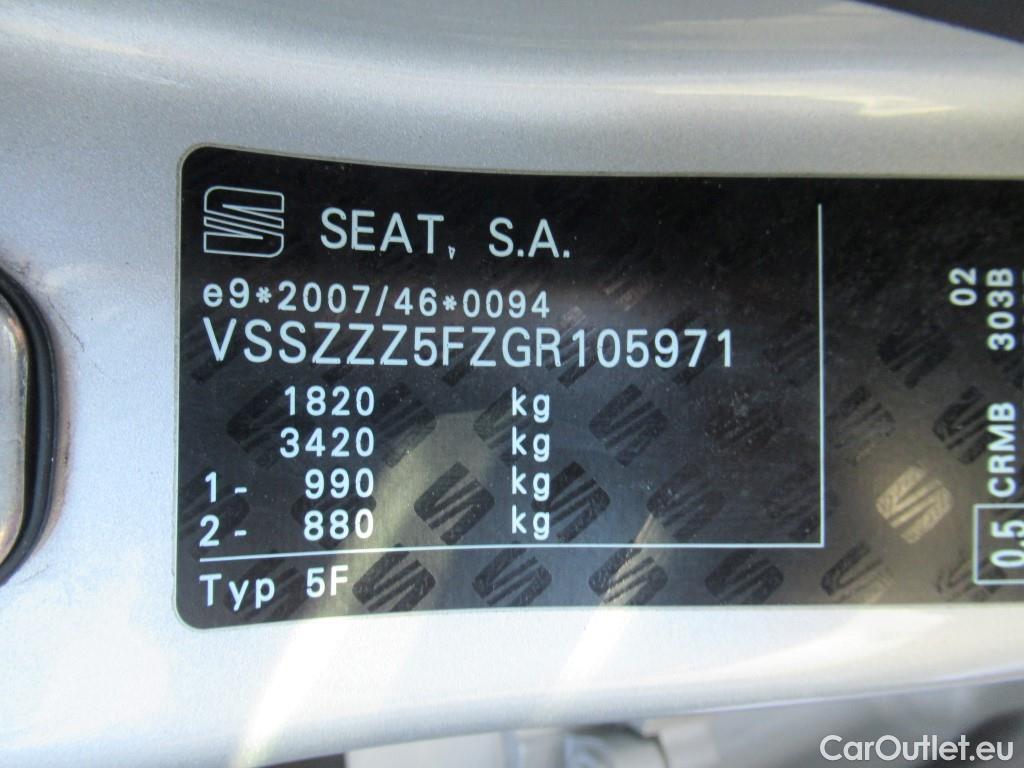 SEAT, S.A.
e9*2007/46*0094
VSSZZZ5FZGR105971
1820 kg
3420 kg
1- 990 kg
2- 880 kg
Typ 5F
02
303B
CRMB
0,5
CarOutlet.eu